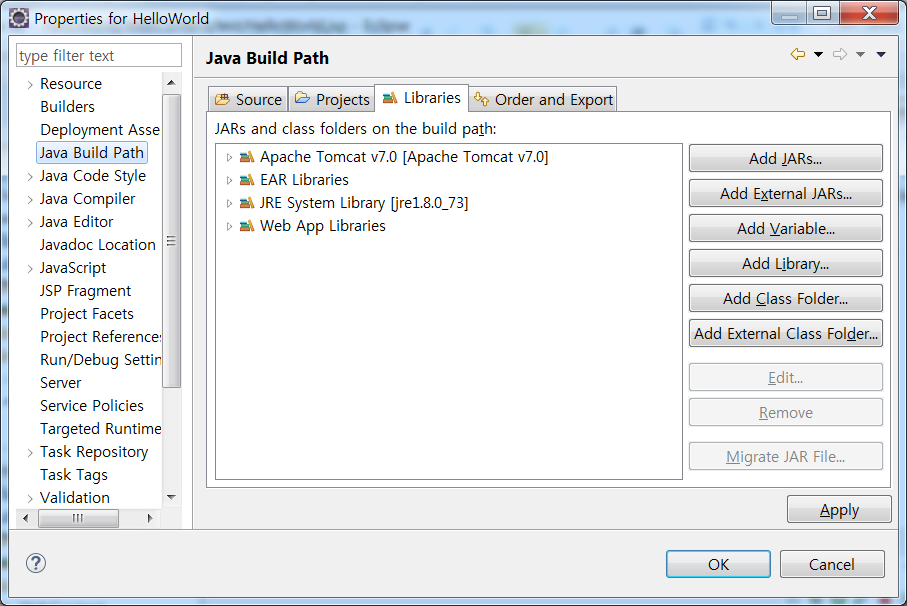 Properties for HelloWorld
type filter text
Resource
Builders
Deployment Asse
Java Build Path
Java Code Style
Java Compiler
Java Editor
Javadoc Location
JavaScript
JSP Fragment
Project Facets
Project References
Run/Debug Settin
Server
Service Policies
Targeted Runtime
Task Repository
Task Tags
Validation
Java Build Path
Source
Projects
Libraries
Order and Export
JARs and class folders on the build path:
Apache Tomcat v7.0 [Apache Tomcat v7.0]
EAR Libraries
JRE System Library [jre1.8.0_73]
Web App Libraries
Add JARs...
Add External JARs...
Add Variable...
Add Library...
Add Class Folder...
Add External Class Folder...
Edit...
Remove
Migrate JAR File...
Apply
OK
Cancel